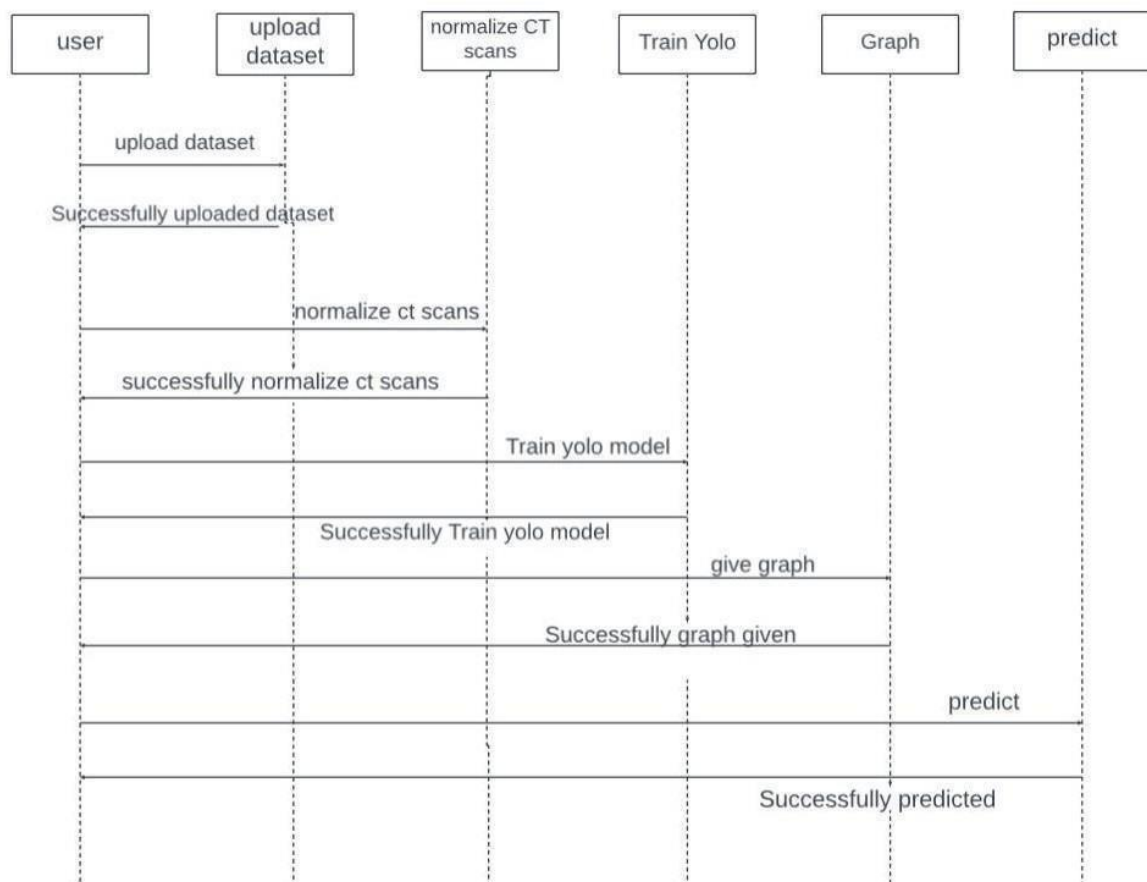 user
upload
dataset
normalize CT
scans
Train Yolo
Graph
predict
upload dataset
Successfully uploaded dataset
normalize ct scans
successfully normalize ct scans
Train yolo model
Successfully Train yolo model
give graph
Successfully graph given
predict
Successfully predicted